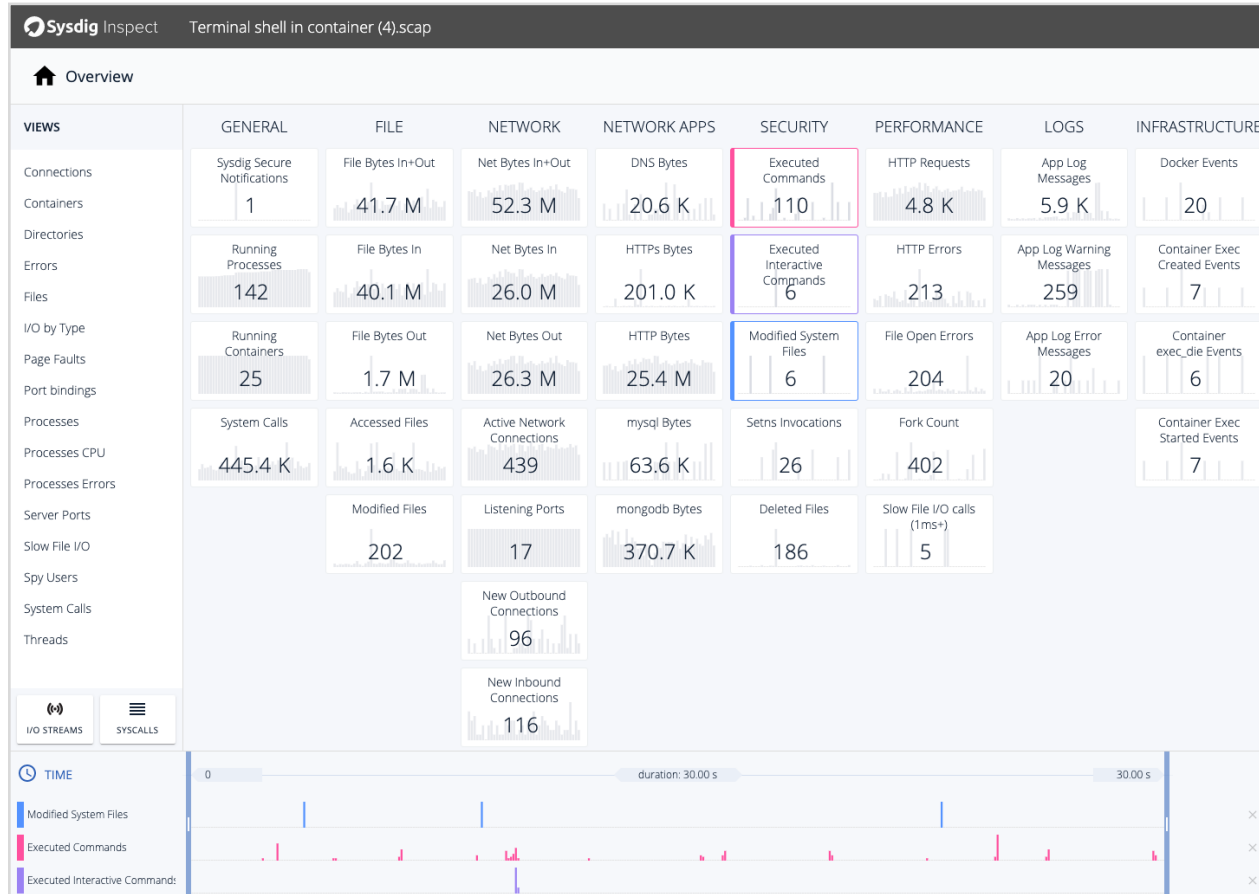 Sysdig Inspect
Terminal shell in container (4).scap
Overview
VIEWS
Connections
Containers
Directories
Errors
Files
I/O by Type
Page Faults
Port bindings
Processes
Processes CPU
Processes Errors
Server Ports
Slow File I/O
Spy Users
System Calls
Threads
I/O STREAMS
SYSCALLS
GENERAL
Sysdig Secure
Notifications
1
Running
Processes
142
Running
Containers
25
System Calls
445.4 K
FILE
File Bytes In+Out
41.7 M
File Bytes In
40.1 M
File Bytes Out
1.7 M
Accessed Files
1.6 K
Modified Files
202
NETWORK
Net Bytes In+Out
52.3 M
Net Bytes In
26.0 M
Net Bytes Out
26.3 M
Active Network
Connections
439
Listening Ports
17
New Outbound
Connections
96
New Inbound
Connections
116
NETWORK APPS
DNS Bytes
20.6 K
HTTPs Bytes
201.0 K
HTTP Bytes
25.4 M
mysql Bytes
63.6 K
mongodb Bytes
370.7 K
SECURITY
Executed
Commands
110
Executed
Interactive
Commands
6
Modified System
Files
6
Setns Invocations
26
Deleted Files
186
PERFORMANCE
HTTP Requests
4.8 K
HTTP Errors
213
File Open Errors
204
Fork Count
402
Slow File I/O calls
(1ms+)
5
LOGS
App Log
Messages
5.9 K
App Log Warning
Messages
259
App Log Error
Messages
20
INFRASTRUCTURE
Docker Events
20
Container Exec
Created Events
7
Container
exec_die Events
6
Container Exec
Started Events
7
TIME
0
duration: 30.00 s
30.00 s
Modified System Files
Executed Commands
Executed Interactive Commands